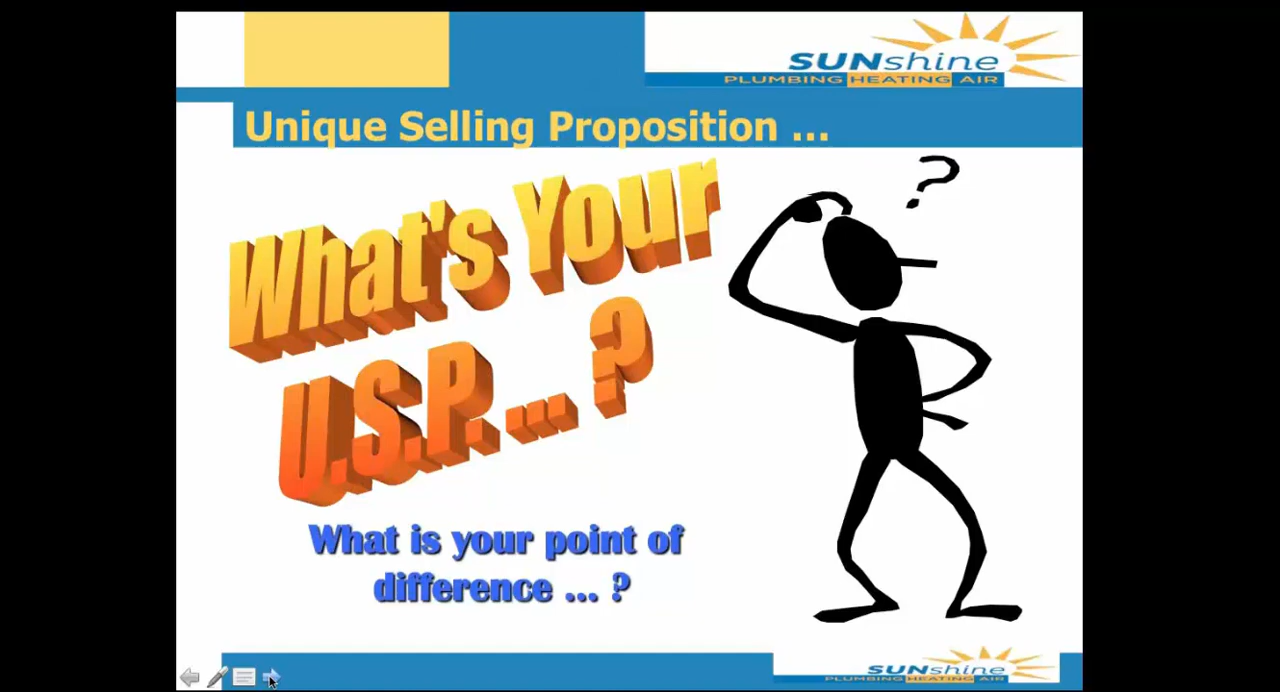 SUNshine
PLUMBING HEATING AIR
Unique Selling Proposition ...
What's Your
U.S.P. ... ?
?
What is your point of
difference ... ?
SUNshine
PLUMBING HEATING AIR